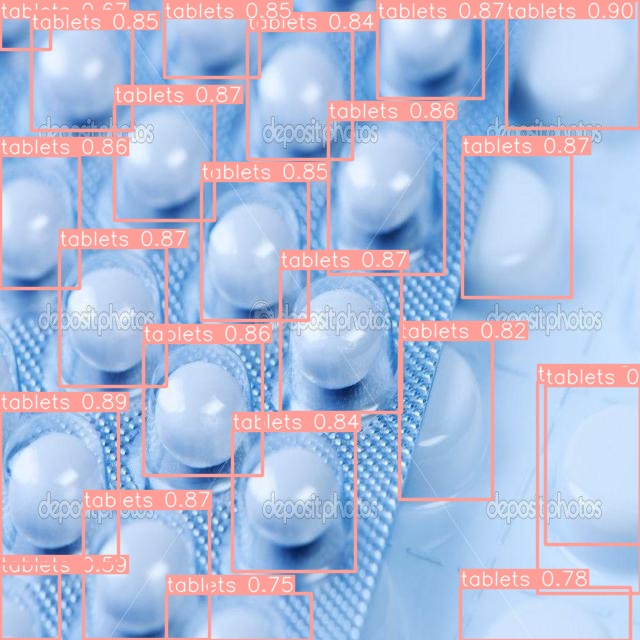 tablets 0.67
tablets 0.85
tablets 0.85
tablets 0.84
tablets 0.87
tablets 0.90
tablets 0.87
tablets 0.86
depositphotos
depositphotos
depositphotos
tablets 0.86
tablets 0.85
tablets 0.87
tablets 0.87
tablets 0.87
depositphotos
depositphotos
depositphotos
tablets 0.86
tablets 0.82
tablets 0
tablets 0.89
tablets 0.84
tablets 0.87
depositphotos
depositphotos
depositphotos
tablets 0.59
tablets 0.75
tablets 0.78